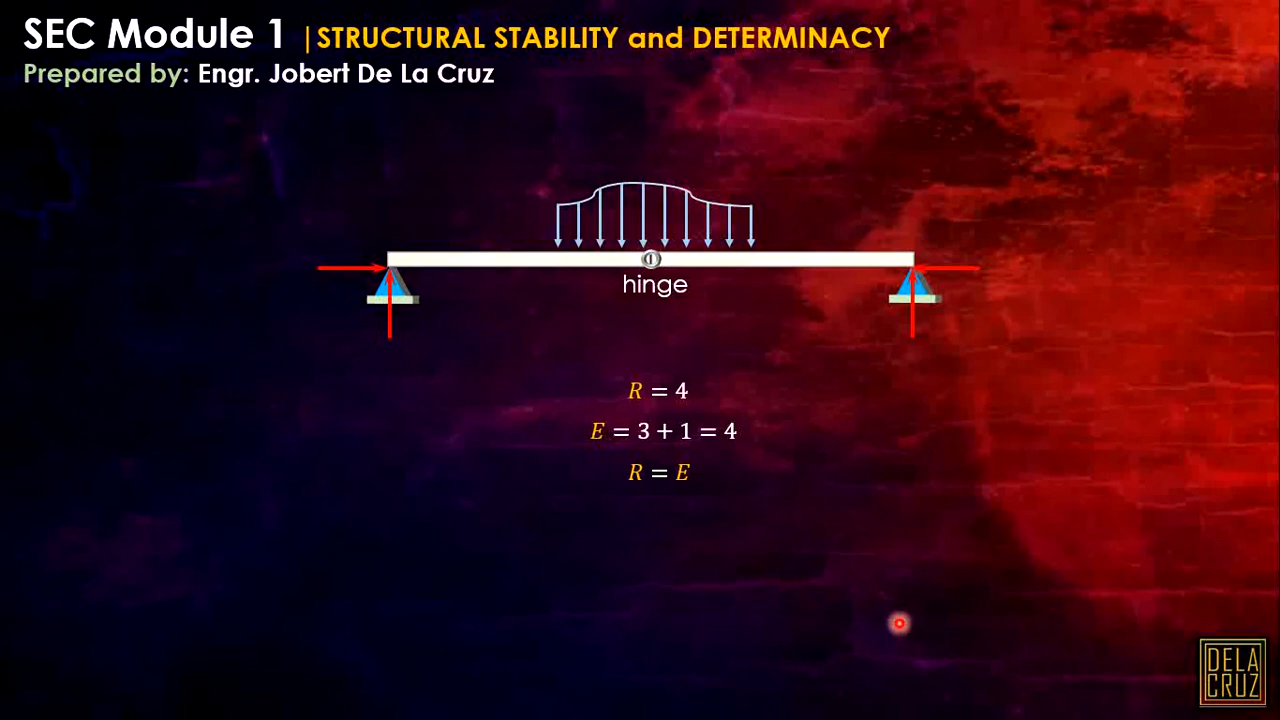 SEC Module 1 |STRUCTURAL STABILITY and DETERMINACY
Prepared by: Engr. Jobert De La Cruz
1
hinge
R = 4
E = 3 + 1 = 4
R = E
DELA
CRUZ